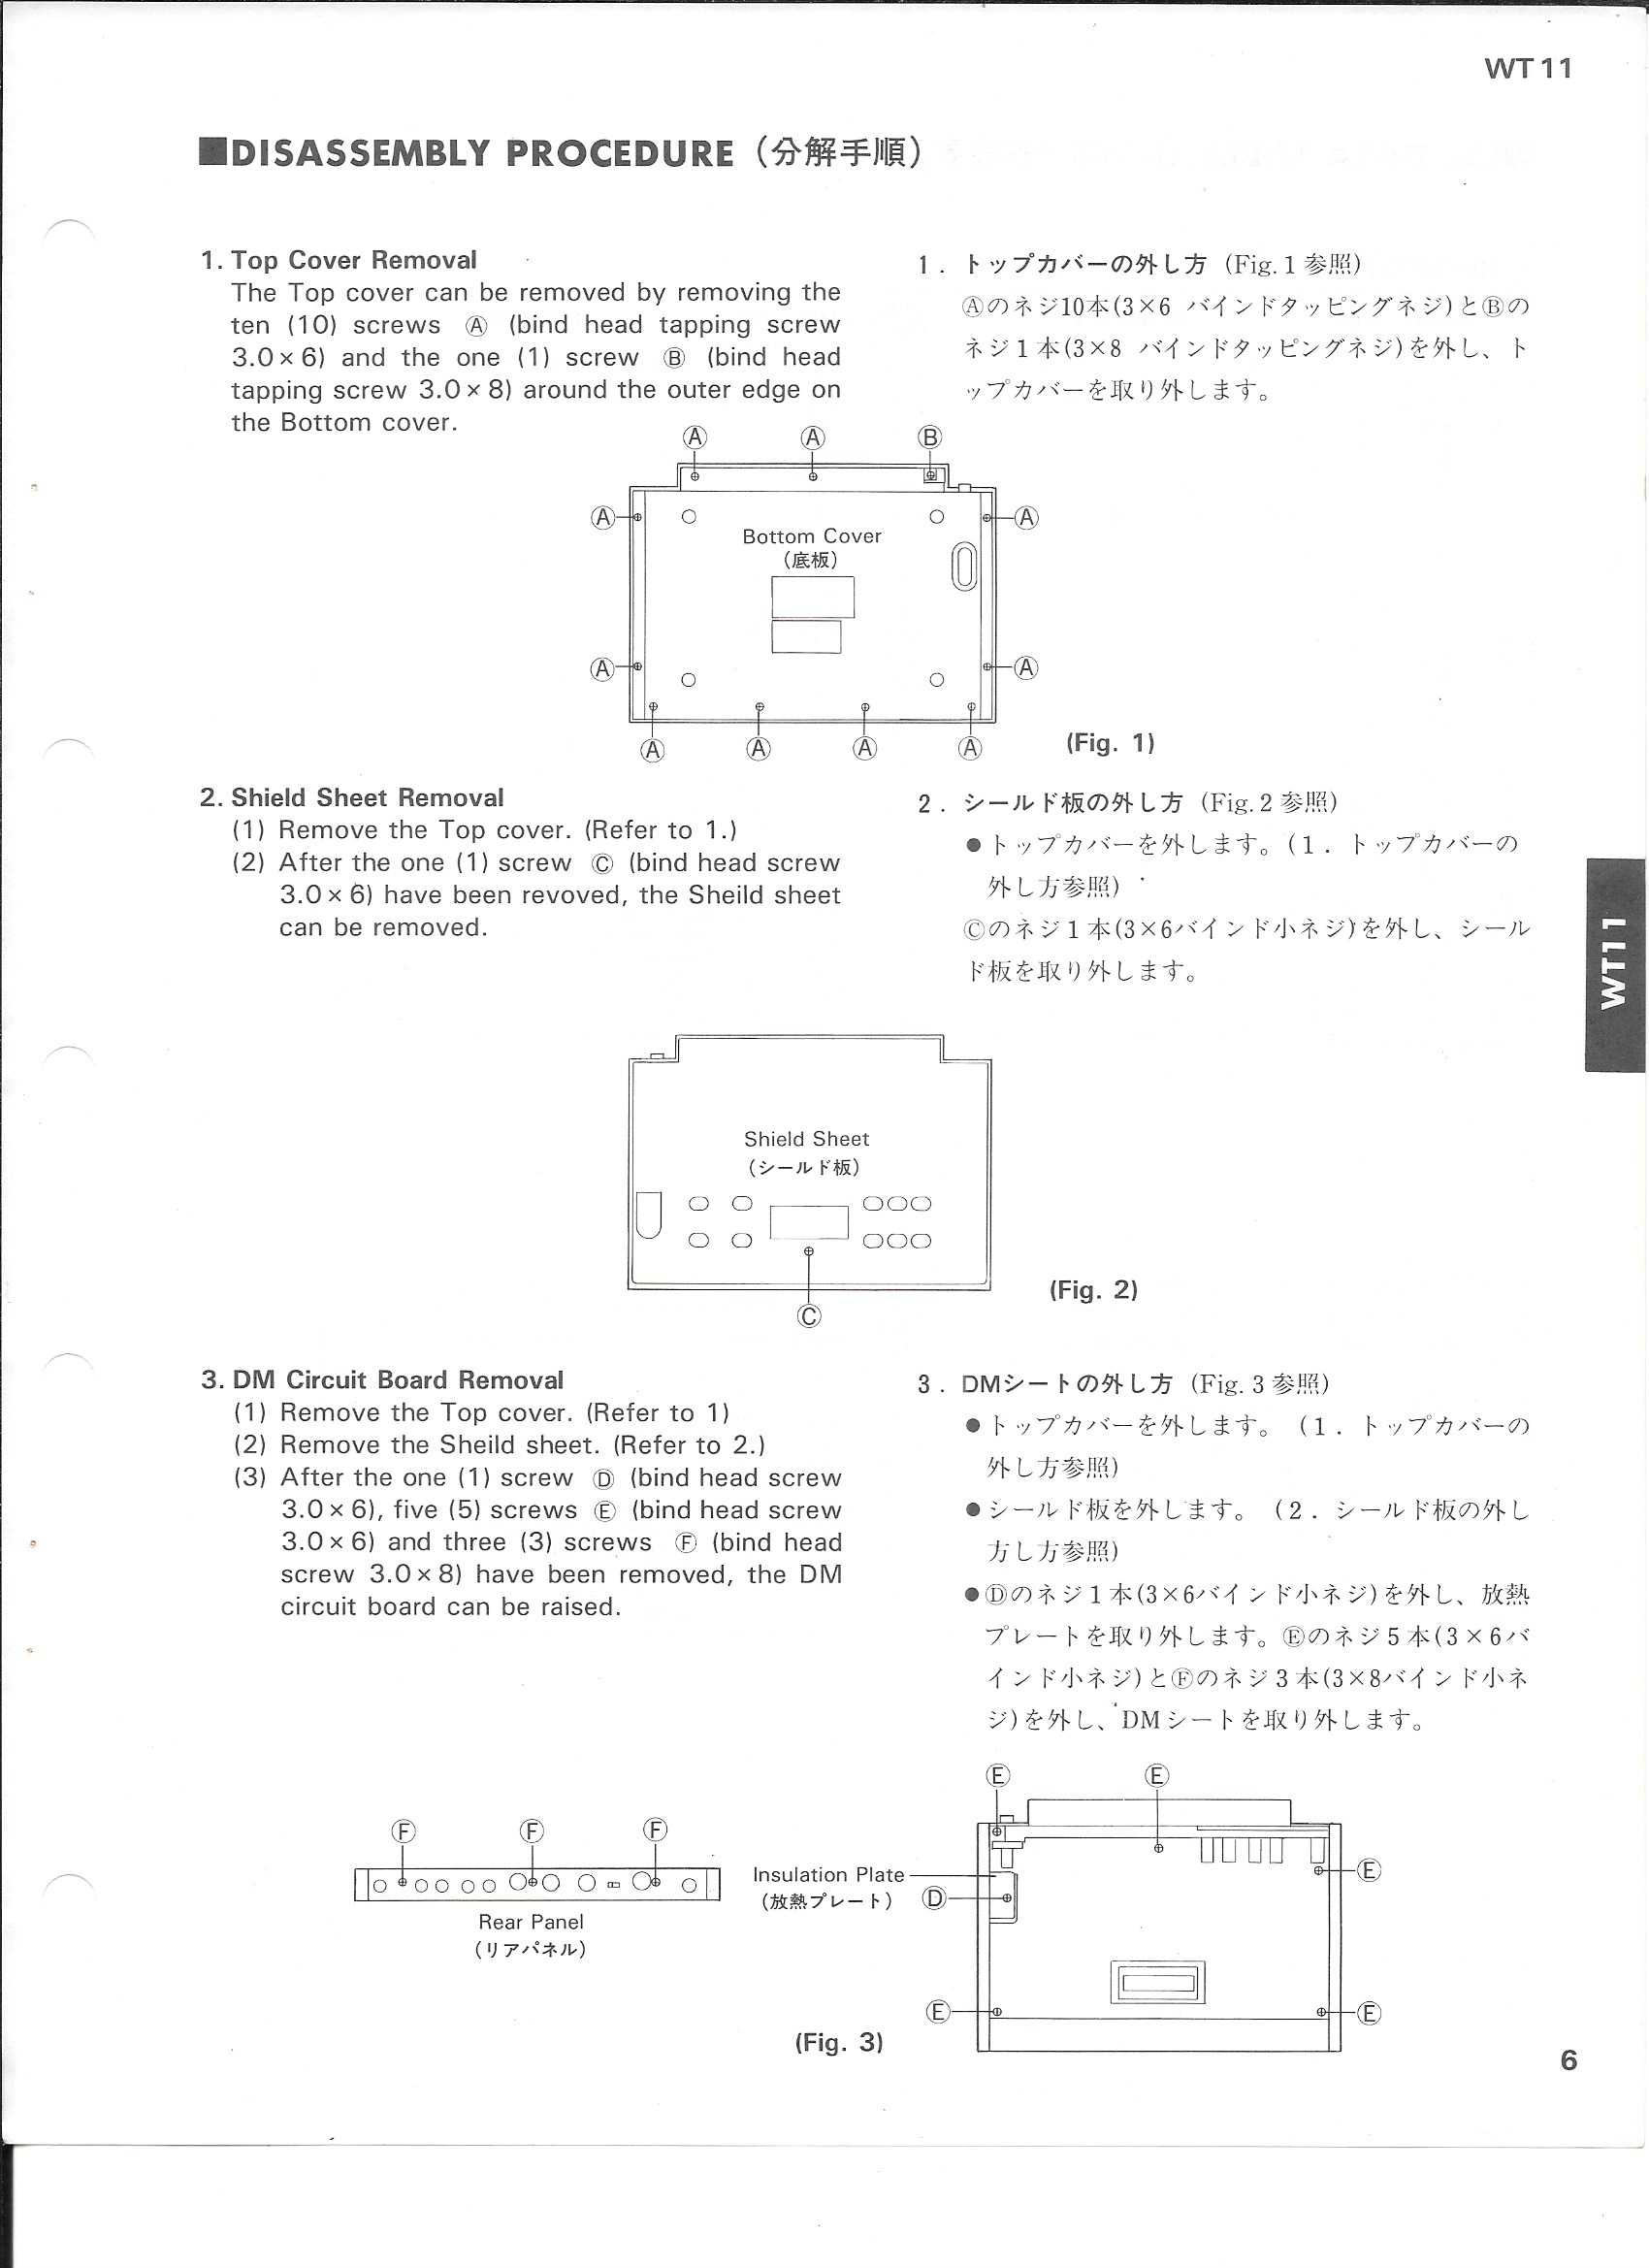 WT 11
■DISASSEMBLY PROCEDURE (分解手順)
1. Top Cover Removal
The Top cover can be removed by removing the
ten (10) screws Ⓐ (bind head tapping screw
3.0 × 6) and the one (1) screw Ⓑ (bind head
tapping screw 3.0 × 8) around the outer edge on
the Bottom cover.
1. トップカバーの外し方 (Fig. 1 参照)
Ⓐのネジ10本(3×6 バインドタッピングネジ)とⒷの
ネジ1本(3×8 バインドタッピングネジ)を外し、ト
ップカバーを取り外します。
Ⓐ Ⓐ Ⓑ
Ⓐ Ⓐ
Bottom Cover
(底板)
Ⓐ Ⓐ
Ⓐ Ⓐ Ⓐ Ⓐ
(Fig. 1)
2. Shield Sheet Removal
(1) Remove the Top cover. (Refer to 1.)
(2) After the one (1) screw Ⓒ (bind head screw
3.0 × 6) have been revoved, the Sheild sheet
can be removed.
2. シールド板の外し方 (Fig. 2 参照)
●トップカバーを外します。(1. トップカバーの
外し方参照)
Ⓒのネジ1本(3×6バインド小ネジ)を外し、シール
ド板を取り外します。
Shield Sheet
(シールド板)
Ⓒ
(Fig. 2)
3. DM Circuit Board Removal
(1) Remove the Top cover. (Refer to 1)
(2) Remove the Sheild sheet. (Refer to 2.)
(3) After the one (1) screw Ⓓ (bind head screw
3.0 × 6), five (5) screws Ⓔ (bind head screw
3.0 × 6) and three (3) screws Ⓕ (bind head
screw 3.0 × 8) have been removed, the DM
circuit board can be raised.
3. DMシートの外し方 (Fig. 3 参照)
●トップカバーを外します。 (1. トップカバーの
外し方参照)
●シールド板を外します。 (2. シールド板の外し
方し方参照)
●Ⓓのネジ1本(3×6バインド小ネジ)を外し、放熱
プレートを取り外します。Ⓔのネジ5本(3×6バ
インド小ネジ)とⒻのネジ3本(3×8バインド小ネ
ジ)を外し、DMシートを取り外します。
Ⓕ Ⓕ Ⓕ
Rear Panel
(リアパネル)
Ⓔ Ⓔ
Insulation Plate
(放熱プレート)
Ⓓ
Ⓔ
Ⓔ Ⓔ
(Fig. 3)
WT11
6